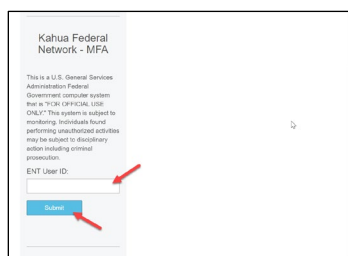 Kahua Federal
Network - MFA
This is a U.S. General Services
Administration Federal
Government computer system
that is "FOR OFFICIAL USE
ONLY." This system is subject to
monitoring. Individuals found
performing unauthorized activities
may be subject to disciplinary
action including criminal
prosecution.
ENT User ID:
Submit